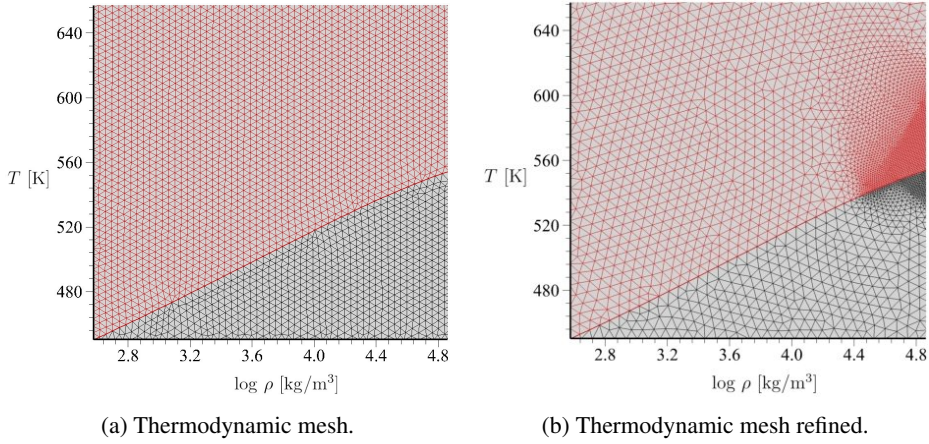 640
600
560
520
480
T [K]
2.8 3.2 3.6 4.0 4.4 4.8
log ρ [kg/m³]
(a) Thermodynamic mesh.
640
600
560
520
480
T [K]
2.8 3.2 3.6 4.0 4.4 4.8
log ρ [kg/m³]
(b) Thermodynamic mesh refined.